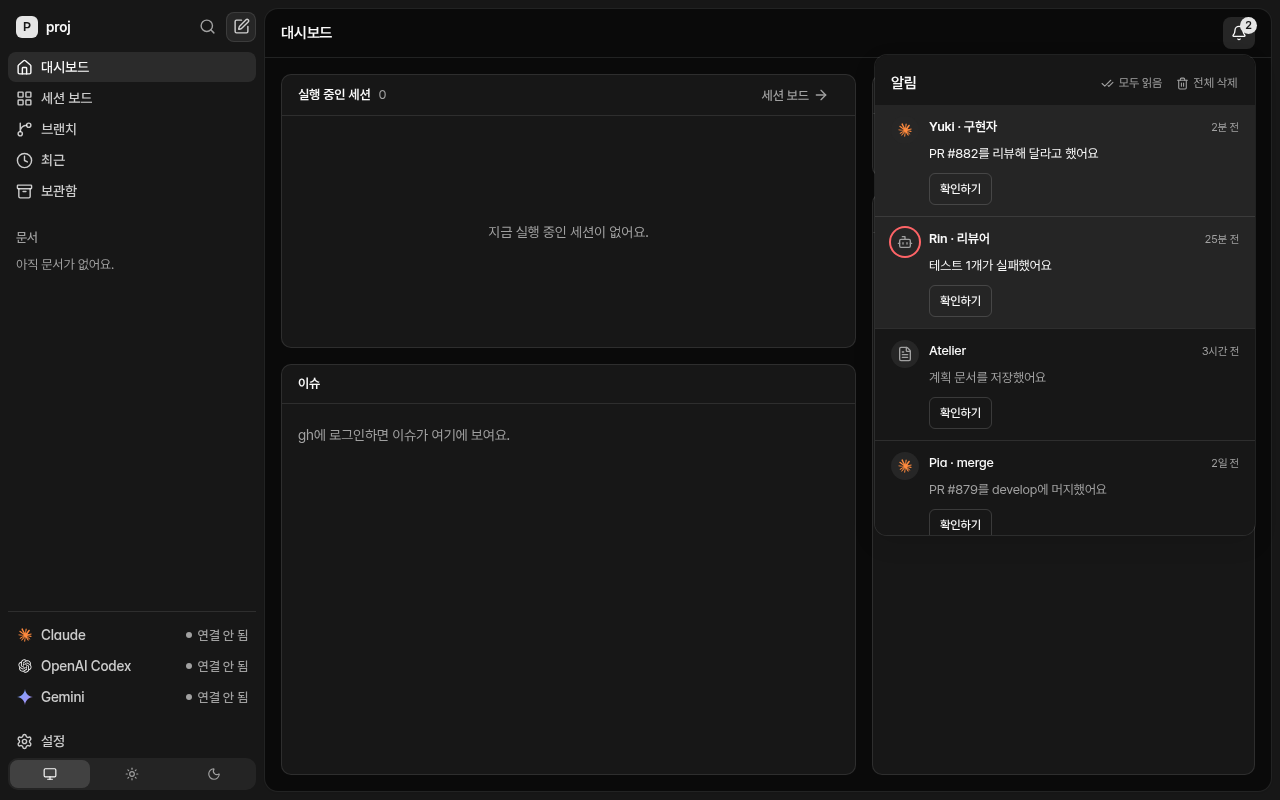 P proj
대시보드
세션 보드
브랜치
최근
보관함
문서
아직 문서가 없어요.
Claude 연결 안 됨
OpenAI Codex 연결 안 됨
Gemini 연결 안 됨
설정
대시보드
2
실행 중인 세션 0 세션 보드
지금 실행 중인 세션이 없어요.
이슈
gh에 로그인하면 이슈가 여기에 보여요.
알림 모두 읽음 전체 삭제
Yuki · 구현자 2분 전
PR #882를 리뷰해 달라고 했어요
확인하기
Rin · 리뷰어 25분 전
테스트 1개가 실패했어요
확인하기
Atelier 3시간 전
계획 문서를 저장했어요
확인하기
Pia · merge 2일 전
PR #879를 develop에 머지했어요
확인하기